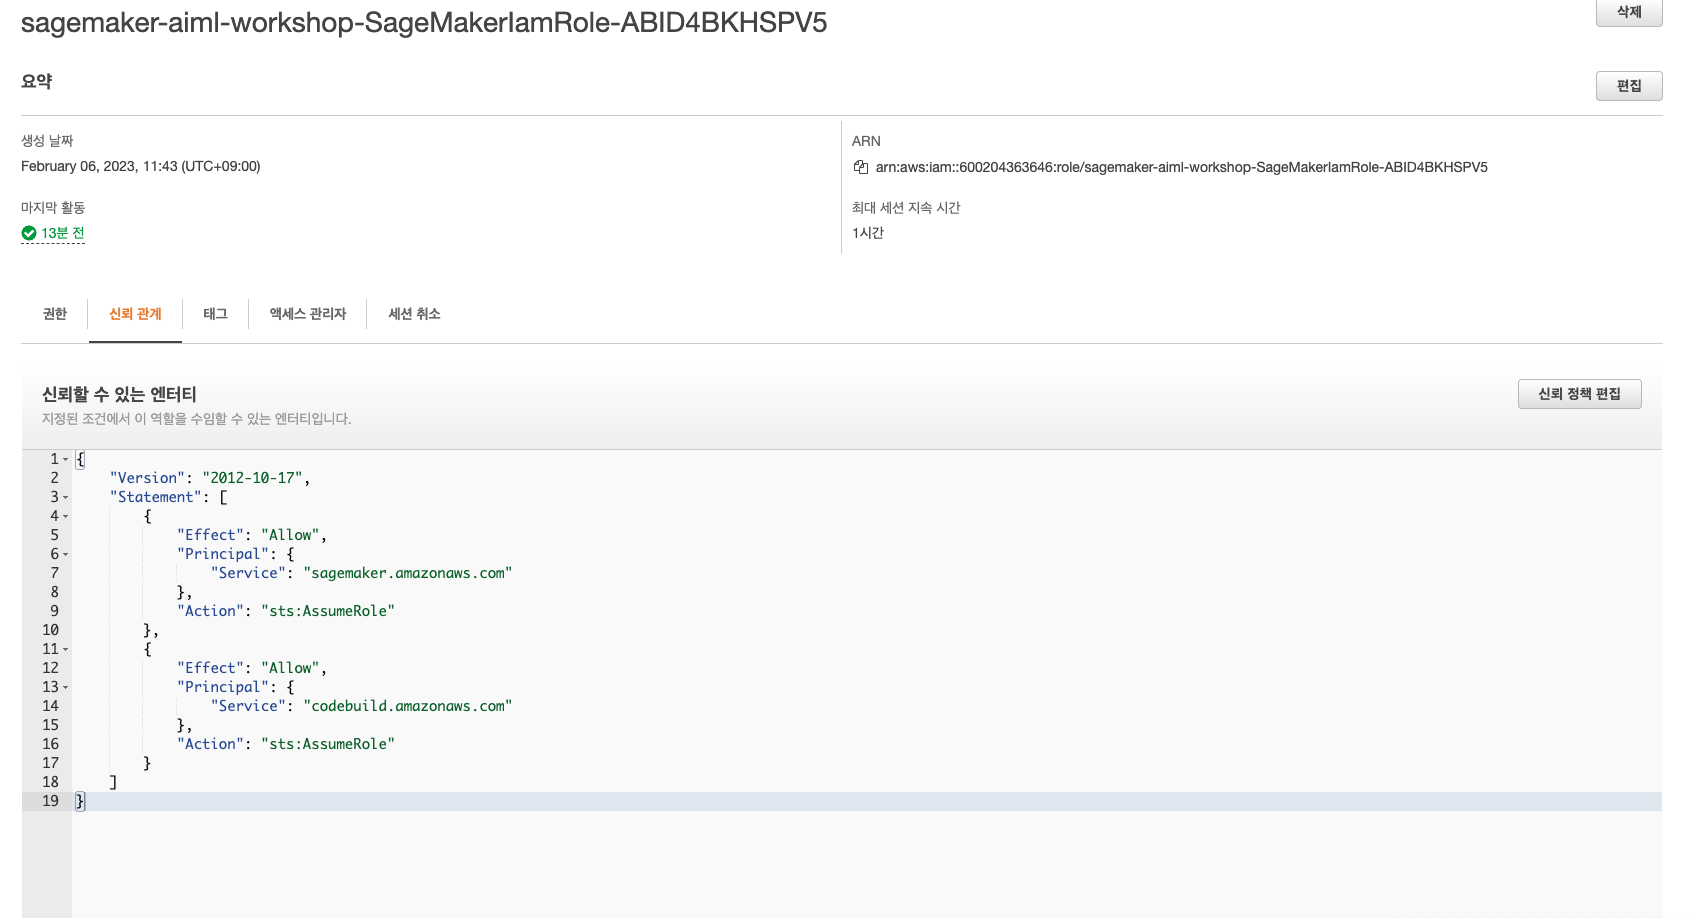 sagemaker-aiml-workshop-SageMakerIamRole-ABID4BKHSPV5
삭제
요약
편집
생성 날짜
February 06, 2023, 11:43 (UTC+09:00)
마지막 활동
13분 전
ARN
arn:aws:iam::600204363646:role/sagemaker-aiml-workshop-SageMakerIamRole-ABID4BKHSPV5
최대 세션 지속 시간
1시간
권한 신뢰 관계 태그 액세스 관리자 세션 취소
신뢰할 수 있는 엔터티
지정된 조건에서 이 역할을 수임할 수 있는 엔터티입니다.
신뢰 정책 편집
1 {
2     "Version": "2012-10-17",
3     "Statement": [
4         {
5             "Effect": "Allow",
6             "Principal": {
7                 "Service": "sagemaker.amazonaws.com"
8             },
9             "Action": "sts:AssumeRole"
10         },
11         {
12             "Effect": "Allow",
13             "Principal": {
14                 "Service": "codebuild.amazonaws.com"
15             },
16             "Action": "sts:AssumeRole"
17         }
18     ]
19 }